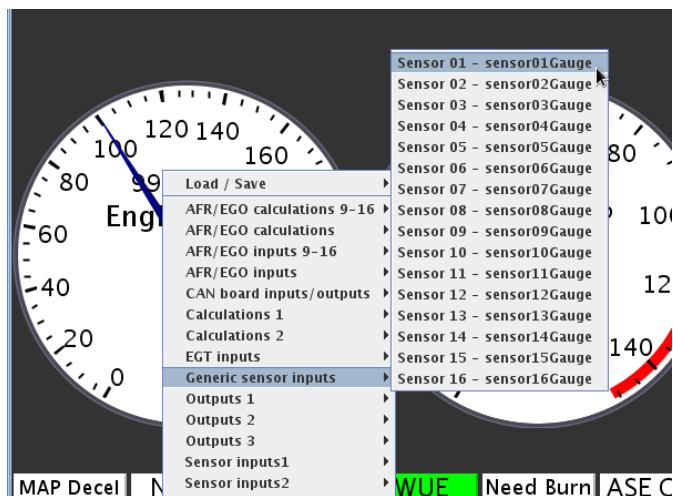 Sensor 01 - sensor01Gauge
Sensor 02 - sensor02Gauge
Sensor 03 - sensor03Gauge
Sensor 04 - sensor04Gauge
Sensor 05 - sensor05Gauge
Sensor 06 - sensor06Gauge
Sensor 07 - sensor07Gauge
Sensor 08 - sensor08Gauge
Sensor 09 - sensor09Gauge
Sensor 10 - sensor10Gauge
Sensor 11 - sensor11Gauge
Sensor 12 - sensor12Gauge
Sensor 13 - sensor13Gauge
Sensor 14 - sensor14Gauge
Sensor 15 - sensor15Gauge
Sensor 16 - sensor16Gauge
Load / Save
AFR/EGO calculations 9-16
AFR/EGO calculations
AFR/EGO inputs 9-16
AFR/EGO inputs
CAN board inputs/outputs
Calculations 1
Calculations 2
EGT inputs
Generic sensor inputs
Outputs 1
Outputs 2
Outputs 3
Sensor inputs1
Sensor inputs2
0
20
40
60
80
100
120
140
160
99
Engi
80
100
12
140
MAP Decel
N
WUE
Need Burn
ASE